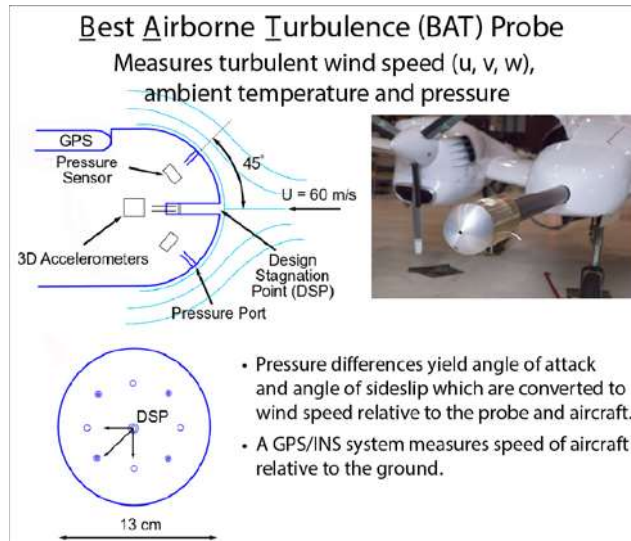 Best Airborne Turbulence (BAT) Probe
Measures turbulent wind speed (u, v, w),
ambient temperature and pressure
GPS
Pressure
Sensor
45°
U = 60 m/s
3D Accelerometers
Design
Stagnation
Point (DSP)
Pressure Port
DSP
13 cm
• Pressure differences yield angle of attack
and angle of sideslip which are converted to
wind speed relative to the probe and aircraft.
• A GPS/INS system measures speed of aircraft
relative to the ground.